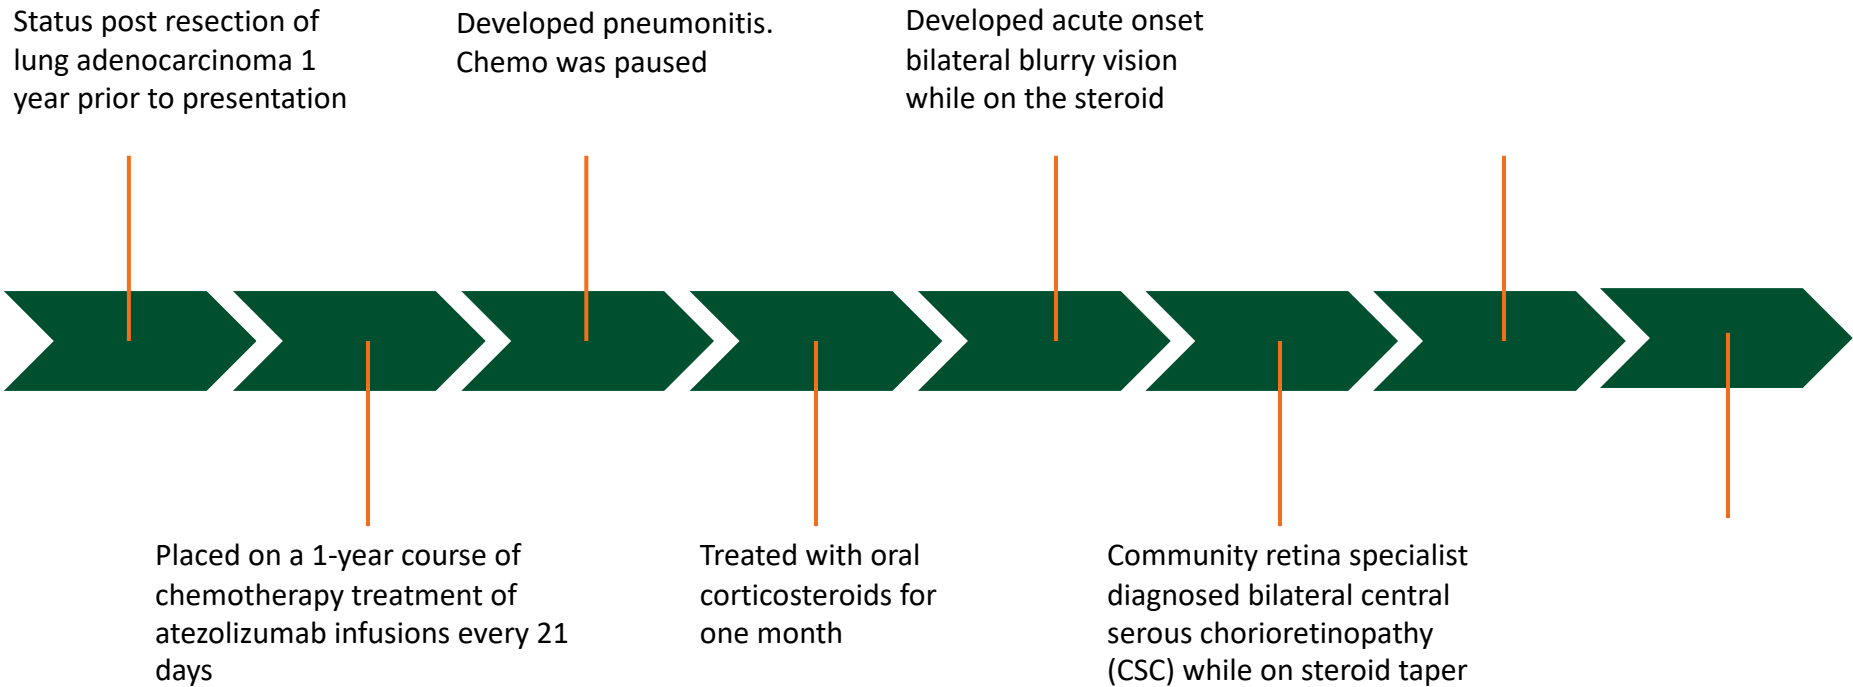 Status post resection of
lung adenocarcinoma 1
year prior to presentation
Placed on a 1-year course of
chemotherapy treatment of
atezolizumab infusions every 21
days
Developed pneumonitis.
Chemo was paused
Treated with oral
corticosteroids for
one month
Developed acute onset
bilateral blurry vision
while on the steroid
Community retina specialist
diagnosed bilateral central
serous chorioretinopathy
(CSC) while on steroid taper